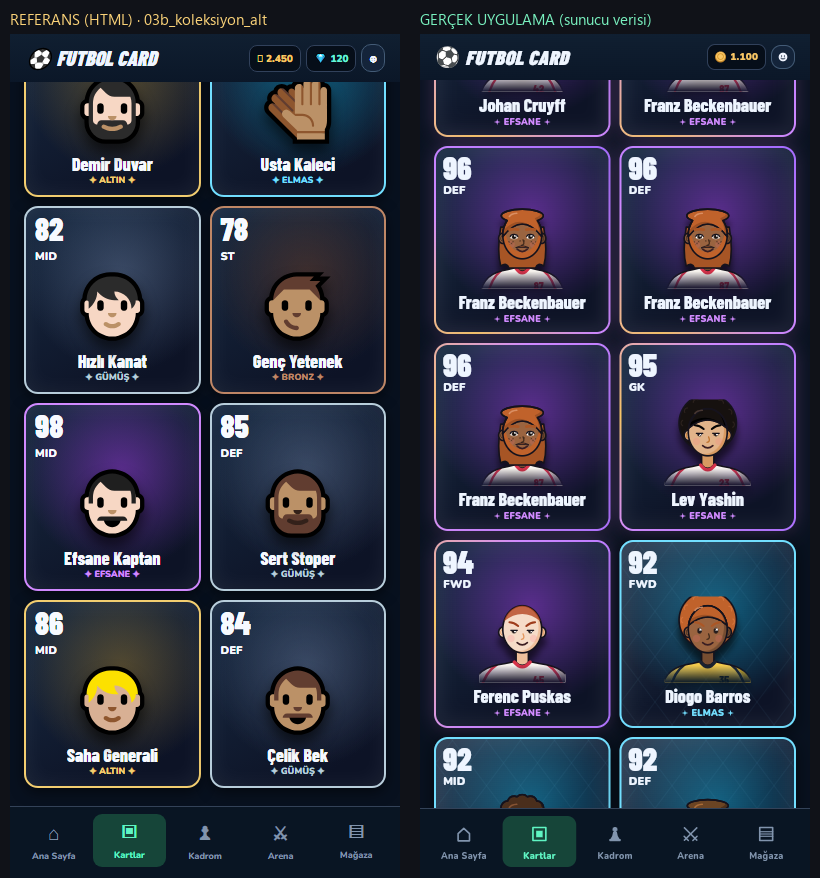 REFERANS (HTML) · 03b_koleksiyon_alt
FUTBOL CARD
2.450
120
Demir Duvar
✦ ALTIN ✦
Usta Kaleci
✦ ELMAS ✦
82
MID
Hızlı Kanat
✦ GÜMÜŞ ✦
78
ST
Genç Yetenek
✦ BRONZ ✦
98
MID
Efsane Kaptan
✦ EFSANE ✦
85
DEF
Sert Stoper
✦ GÜMÜŞ ✦
86
MID
Saha Generali
✦ ALTIN ✦
84
DEF
Çelik Bek
✦ GÜMÜŞ ✦
Ana Sayfa
Kartlar
Kadrom
Arena
Mağaza
GERÇEK UYGULAMA (sunucu verisi)
FUTBOL CARD
1.100
Johan Cruyff
✦ EFSANE ✦
Franz Beckenbauer
✦ EFSANE ✦
96
DEF
Franz Beckenbauer
✦ EFSANE ✦
96
DEF
Franz Beckenbauer
✦ EFSANE ✦
96
DEF
Franz Beckenbauer
✦ EFSANE ✦
95
GK
Lev Yashin
✦ EFSANE ✦
94
FWD
Ferenc Puskas
✦ EFSANE ✦
92
FWD
Diogo Barros
✦ ELMAS ✦
92
MID
92
DEF
Ana Sayfa
Kartlar
Kadrom
Arena
Mağaza